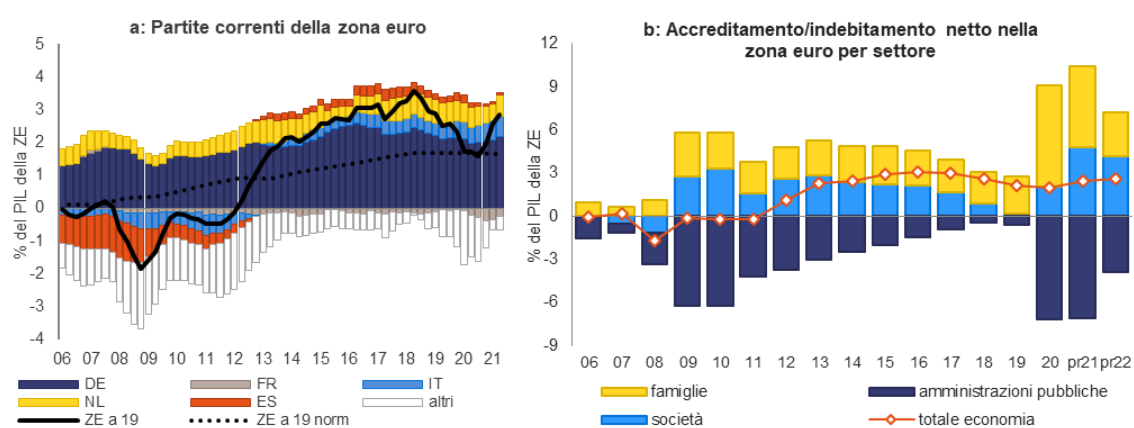 a: Partite correnti della zona euro
% del PIL della ZE
5
4
3
2
1
0
-1
-2
-3
-4
06 07 08 09 10 11 12 13 14 15 16 17 18 19 20 21
DE FR IT
NL ES altri
ZE a 19 ZE a 19 norm
b: Accreditamento/indebitamento netto nella
zona euro per settore
% del PIL della ZE
12
9
6
3
0
-3
-6
-9
06 07 08 09 10 11 12 13 14 15 16 17 18 19 20 pr21 pr22
famiglie amministrazioni pubbliche
società totale economia